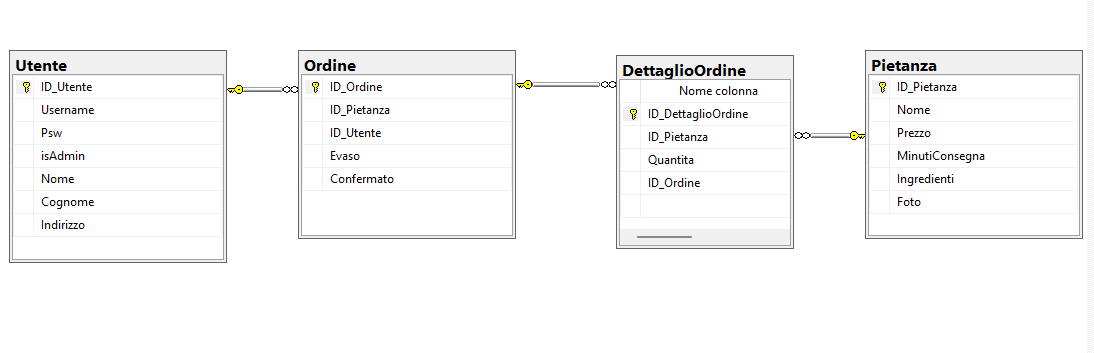 Utente
ID_Utente
Username
Psw
isAdmin
Nome
Cognome
Indirizzo
Ordine
ID_Ordine
ID_Pietanza
ID_Utente
Evaso
Confermato
DettaglioOrdine
Nome colonna
ID_DettaglioOrdine
ID_Pietanza
Quantita
ID_Ordine
Pietanza
ID_Pietanza
Nome
Prezzo
MinutiConsegna
Ingredienti
Foto